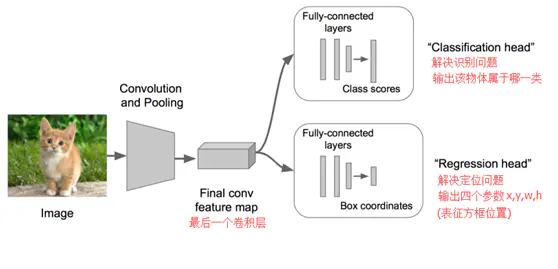 Image
Convolution
and Pooling
Final conv
feature map
最后一个卷积层
Fully-connected
layers
Class scores
"Classification head"
解决识别问题
输出该物体属于哪一类
Fully-connected
layers
Box coordinates
"Regression head"
解决定位问题
输出四个参数x,y,w,h
(表征方框位置)